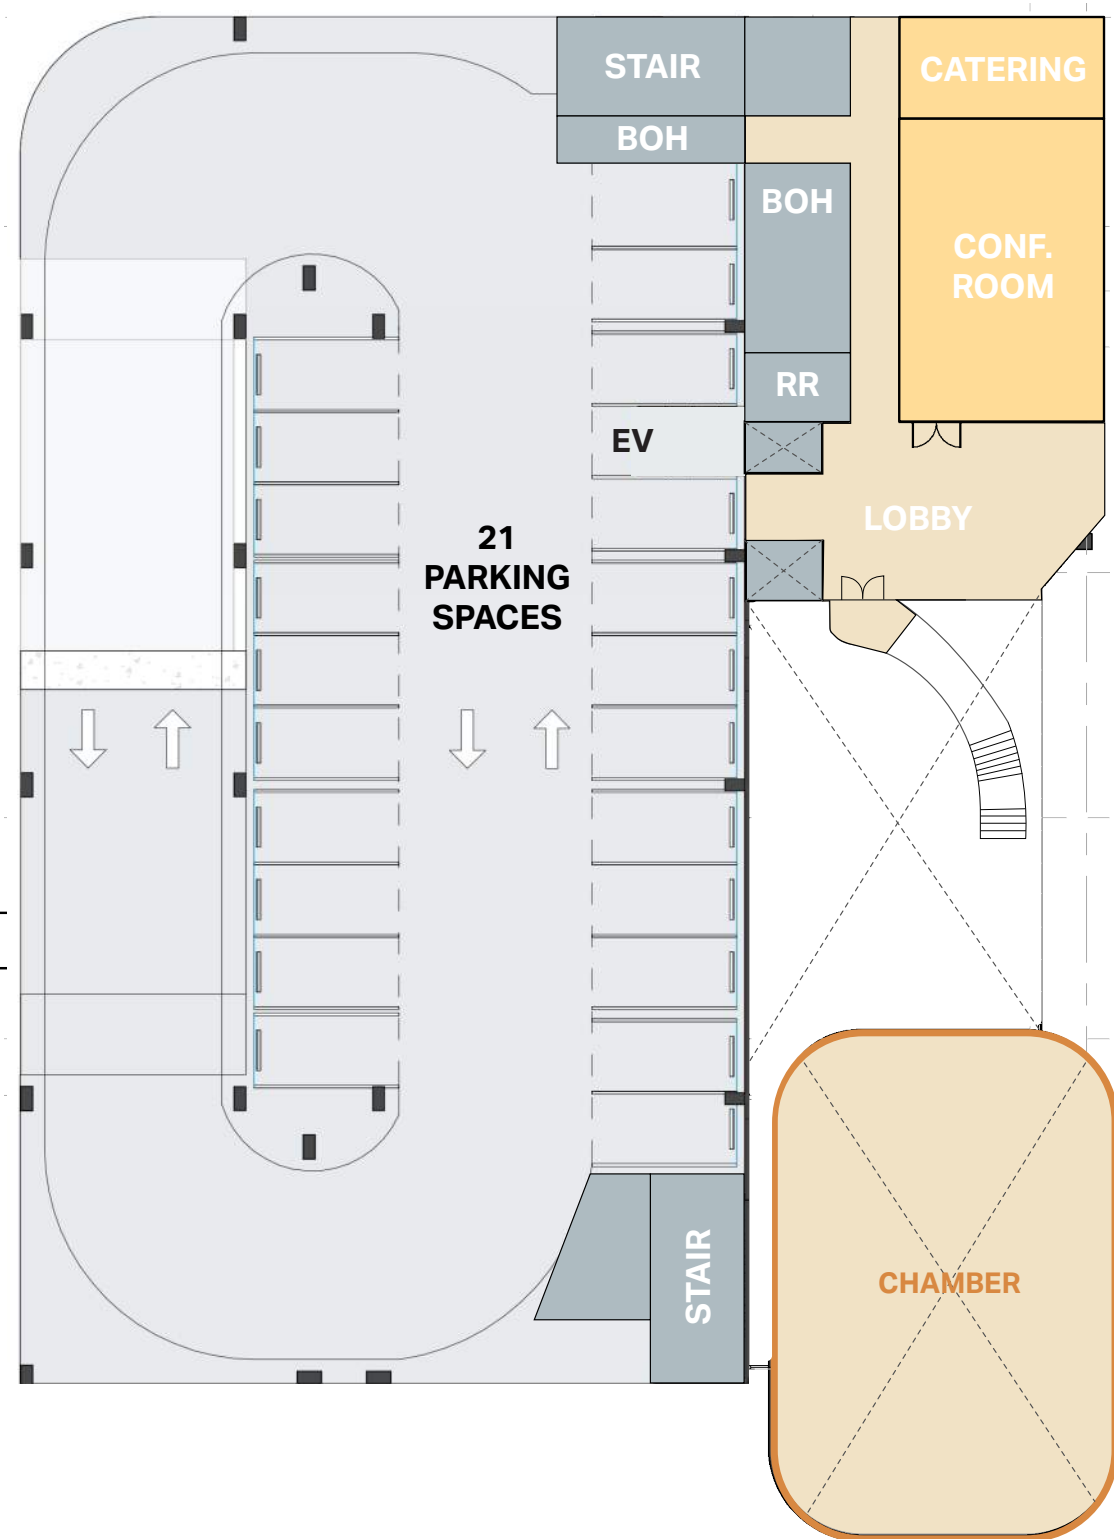 STAIR
CATERING
BOH
BOH
CONF.
ROOM
RR
EV
LOBBY
21
PARKING
SPACES
STAIR
CHAMBER